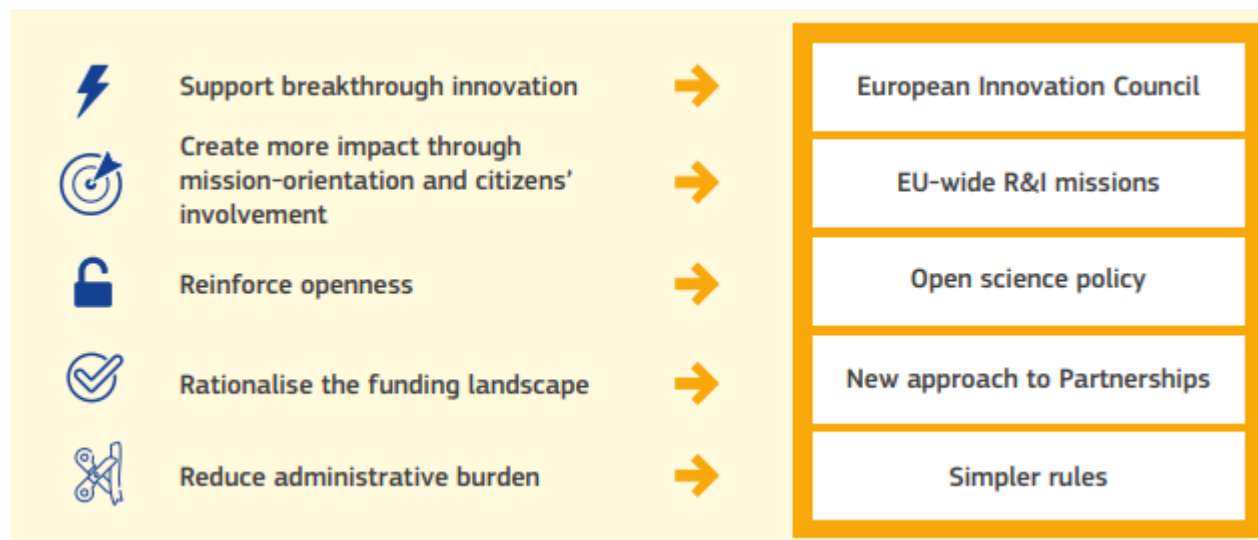 Support breakthrough innovation
European Innovation Council
Create more impact through
mission-orientation and citizens'
involvement
EU-wide R&I missions
Reinforce openness
Open science policy
Rationalise the funding landscape
New approach to Partnerships
Reduce administrative burden
Simpler rules